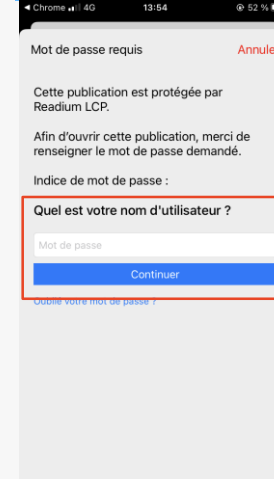 Chrome 4G 13:54 52 %
Mot de passe requis Annule
Cette publication est protégée par
Readium LCP.
Afin d'ouvrir cette publication, merci de
renseigner le mot de passe demandé.
Indice de mot de passe :
Quel est votre nom d'utilisateur ?
Mot de passe
Continuer
Oublié votre mot de passe ?